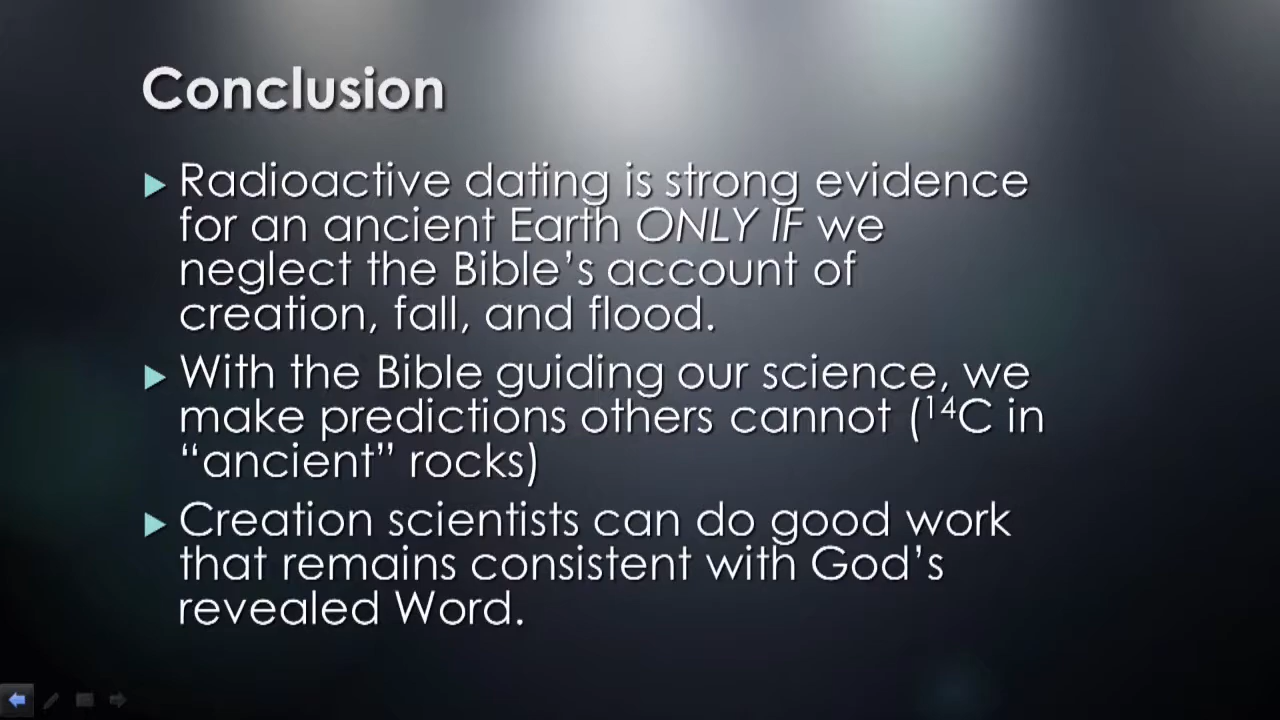 Conclusion
Radioactive dating is strong evidence
for an ancient Earth ONLY IF we
neglect the Bible's account of
creation, fall, and flood.
With the Bible guiding our science, we
make predictions others cannot (¹⁴C in
“ancient” rocks)
Creation scientists can do good work
that remains consistent with God's
revealed Word.